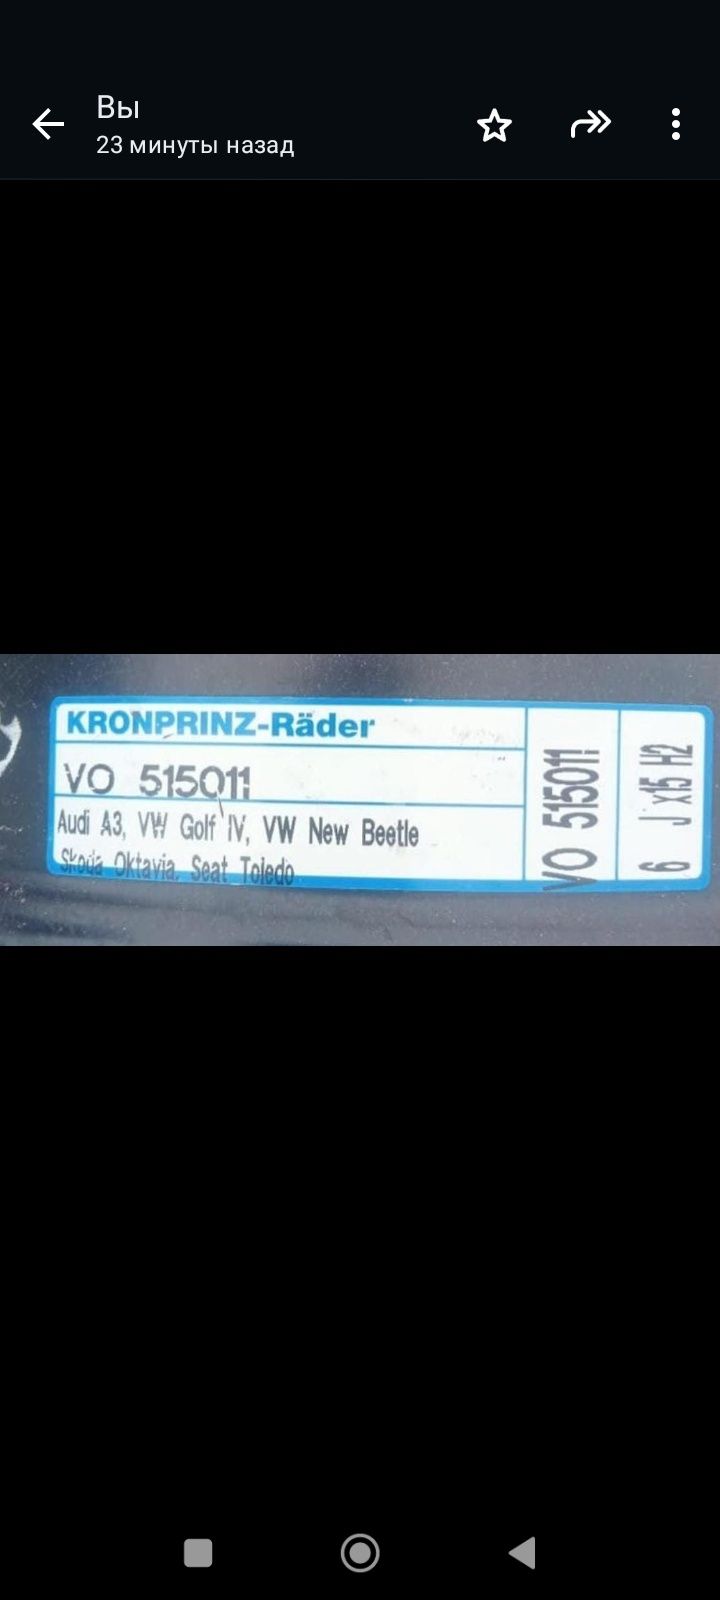 Вы
23 минуты назад
KRONPRINZ-Räder
VO 515011
Audi A3, VW Golf IV, VW New Beetle
Skoda Oktavia, Seat Toledo
VO 515011
6 J x15 H2